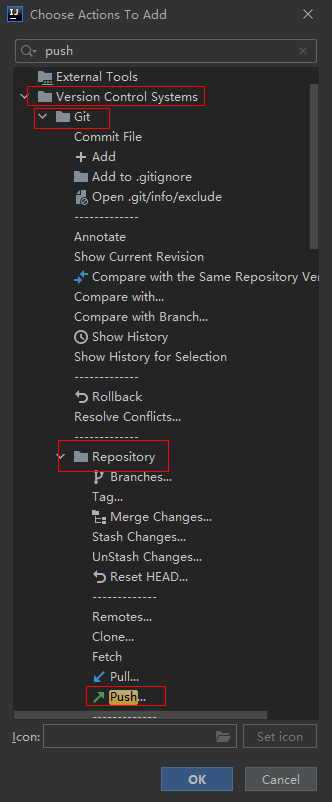 Choose Actions To Add
push
External Tools
Version Control Systems
Git
Commit File
Add
Add to .gitignore
Open .git/info/exclude
-------------
Annotate
Show Current Revision
Compare with the Same Repository Ver
Compare with...
Compare with Branch...
Show History
Show History for Selection
-------------
Rollback
Resolve Conflicts...
-------------
Repository
Branches...
Tag...
Merge Changes...
Stash Changes...
UnStash Changes...
Reset HEAD...
-------------
Remotes...
Clone...
Fetch
Pull...
Push...
-------------
Icon:
Set icon
OK
Cancel